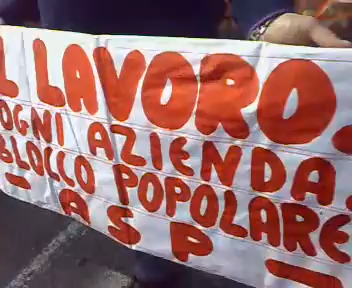 L LAVORO.
OGNI AZIENDA.
BLOCCO POPOLARE
- ASP -